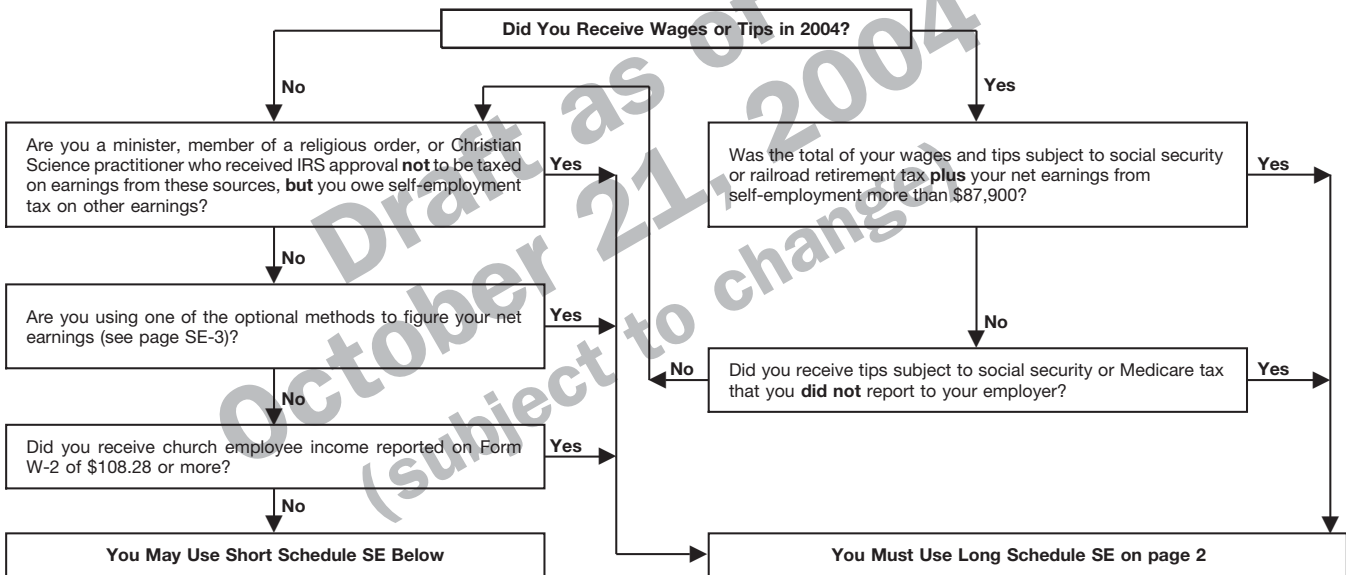 Did You Receive Wages or Tips in 2004?
No
Yes
Are you a minister, member of a religious order, or Christian
Science practitioner who received IRS approval not to be taxed
on earnings from these sources, but you owe self-employment
tax on other earnings?
Yes
Was the total of your wages and tips subject to social security
or railroad retirement tax plus your net earnings from
self-employment more than $87,900?
Yes
No
Are you using one of the optional methods to figure your net
earnings (see page SE-3)?
Yes
No
No
Did you receive tips subject to social security or Medicare tax
that you did not report to your employer?
Yes
No
Did you receive church employee income reported on Form
W-2 of $108.28 or more?
Yes
No
You May Use Short Schedule SE Below
You Must Use Long Schedule SE on page 2
Draft as of
October 21, 2004
(subject to change)